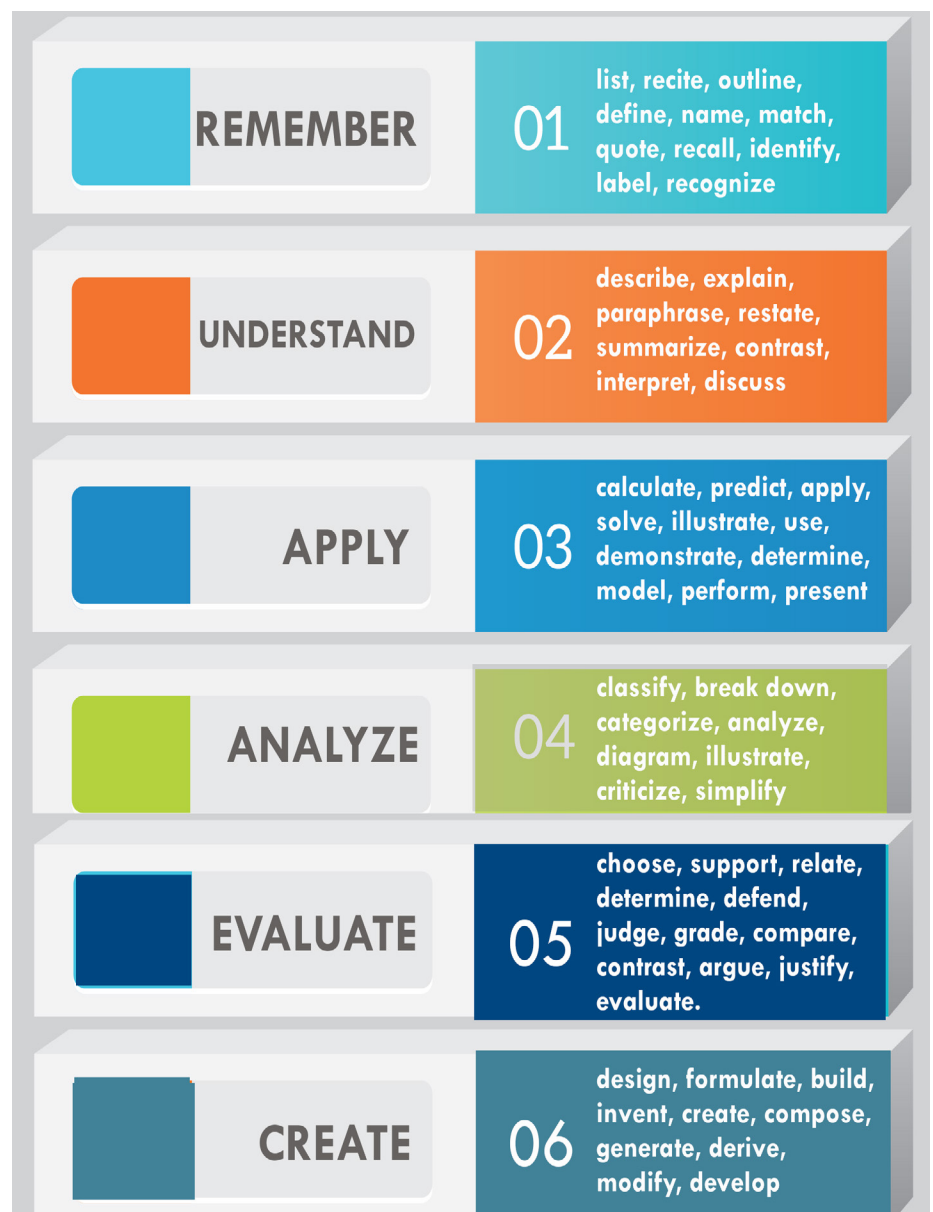 REMEMBER
01
list, recite, outline,
define, name, match,
quote, recall, identify,
label, recognize
UNDERSTAND
02
describe, explain,
paraphrase, restate,
summarize, contrast,
interpret, discuss
APPLY
03
calculate, predict, apply,
solve, illustrate, use,
demonstrate, determine,
model, perform, present
ANALYZE
04
classify, break down,
categorize, analyze,
diagram, illustrate,
criticize, simplify
EVALUATE
05
choose, support, relate,
determine, defend,
judge, grade, compare,
contrast, argue, justify,
evaluate.
CREATE
06
design, formulate, build,
invent, create, compose,
generate, derive,
modify, develop